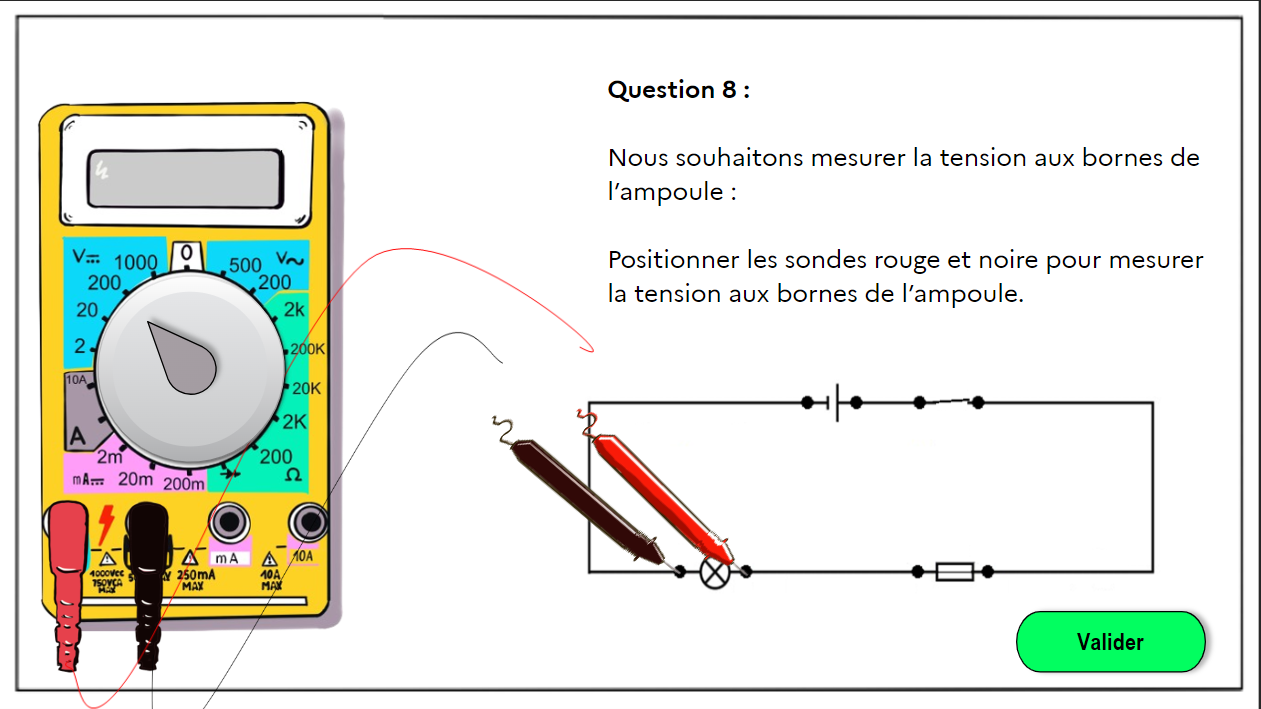 Question 8 :
Nous souhaitons mesurer la tension aux bornes de
l’ampoule :
Positionner les sondes rouge et noire pour mesurer
la tension aux bornes de l’ampoule.
V 1000 0 500 V
200 200
20 2k
2 200K
10A 20K
A 2K
2m 200
mA 20m 200m Ω
mA 10A
250mA 10A
MAX MAX MAX
Valider